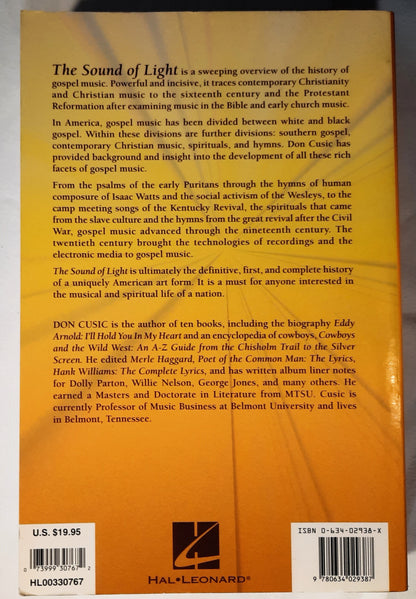 The Sound of Light is a sweeping overview of the history of
gospel music. Powerful and incisive, it traces contemporary Christianity
and Christian music to the sixteenth century and the Protestant
Reformation after examining music in the Bible and early church music.
In America, gospel music has been divided between white and black
gospel. Within these divisions are further divisions: southern gospel,
contemporary Christian music, spirituals, and hymns. Don Cusic has
provided background and insight into the development of all these rich
facets of gospel music.
From the psalms of the early Puritans through the hymns of human
composure of Isaac Watts and the social activism of the Wesleys, to the
camp meeting songs of the Kentucky Revival, the spirituals that came
from the slave culture and the hymns from the great revival after the Civil
War, gospel music advanced through the nineteenth century. The
twentieth century brought the technologies of recordings and the
electronic media to gospel music.
The Sound of Light is ultimately the definitive, first, and complete history
of a uniquely American art form. It is a must for anyone interested in
the musical and spiritual life of a nation.
DON CUSIC is the author of ten books, including the biography Eddy
Arnold: I'll Hold You In My Heart and an encyclopedia of cowboys, Cowboys
and the Wild West: An A-Z Guide from the Chisholm Trail to the Silver
Screen. He edited Merle Haggard, Poet of the Common Man: The Lyrics,
Hank Williams: The Complete Lyrics, and has written album liner notes
for Dolly Parton, Willie Nelson, George Jones, and many others. He
earned a Masters and Doctorate in Literature from MTSU. Cusic is
currently Professor of Music Business at Belmont University and lives
in Belmont, Tennessee.
U.S. $19.95
0 73999 30767 2
HL00330767
HAL•LEONARD®
ISBN 0-634-02938-X
9 780634 029387